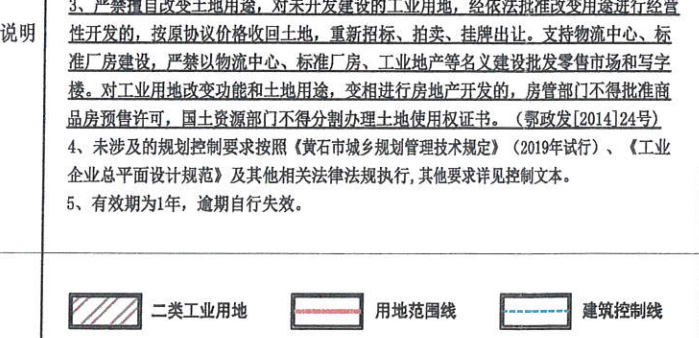 3、严禁擅自改变土地用途，对未开发建设的工业用地，经依法批准改变用途进行经营
性开发的，按原协议价格收回土地，重新招标、拍卖、挂牌出让。支持物流中心、标
准厂房建设，严禁以物流中心、标准厂房、工业地产等名义建设批发零售市场和写字
楼。对工业用地改变功能和土地用途，变相进行房地产开发的，房管部门不得批准商
品房预售许可，国土资源部门不得分割办理土地使用权证书。（鄂政发[2014]24号）
说明
4、未涉及的规划控制要求按照《黄石市城乡规划管理技术规定》（2019年试行）、《工业
企业总平面设计规范》及其他相关法律法规执行,其他要求详见控制文本。
5、有效期为1年，逾期自行失效。
二类工业用地 用地范围线 建筑控制线